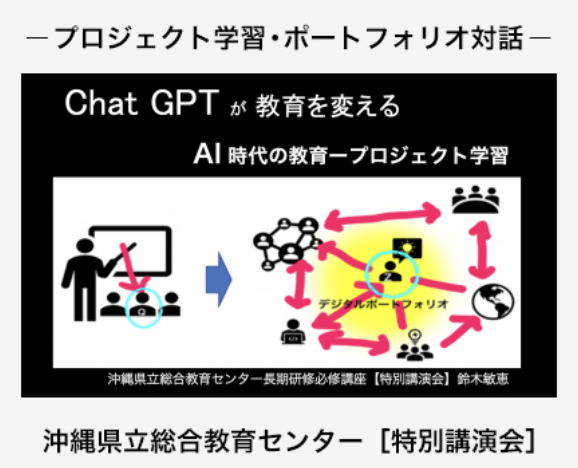 ―プロジェクト学習・ポートフォリオ対話―
Chat GPT が 教育を変える
AI 時代の教育ープロジェクト学習
デジタルポートフォリオ
沖縄県立総合教育センター長期研修必修講座【特別講演会】鈴木敏恵
沖縄県立総合教育センター［特別講演会］